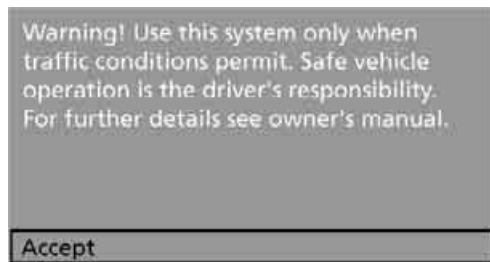 Warning! Use this system only when
traffic conditions permit. Safe vehicle
operation is the driver's responsibility.
For further details see owner's manual.
Accept